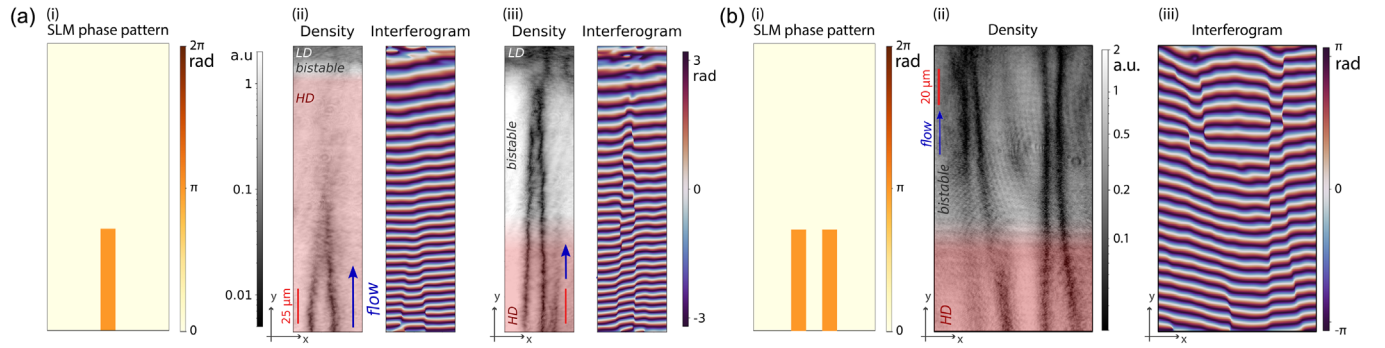 (a)
(i)
SLM phase pattern
2π
rad
π
0
a.u
1
0.1
0.01
(ii)
Density
Interferogram
LD
bistable
HD
25 µm
flow
y
x
(iii)
Density
Interferogram
LD
bistable
HD
y
x
3
rad
0
-3
(b)
(i)
SLM phase pattern
2π
rad
π
0
(ii)
Density
20 µm
flow
bistable
HD
y
x
2
a.u.
1
0.5
0.2
0.1
(iii)
Interferogram
y
x
π
rad
0
-π